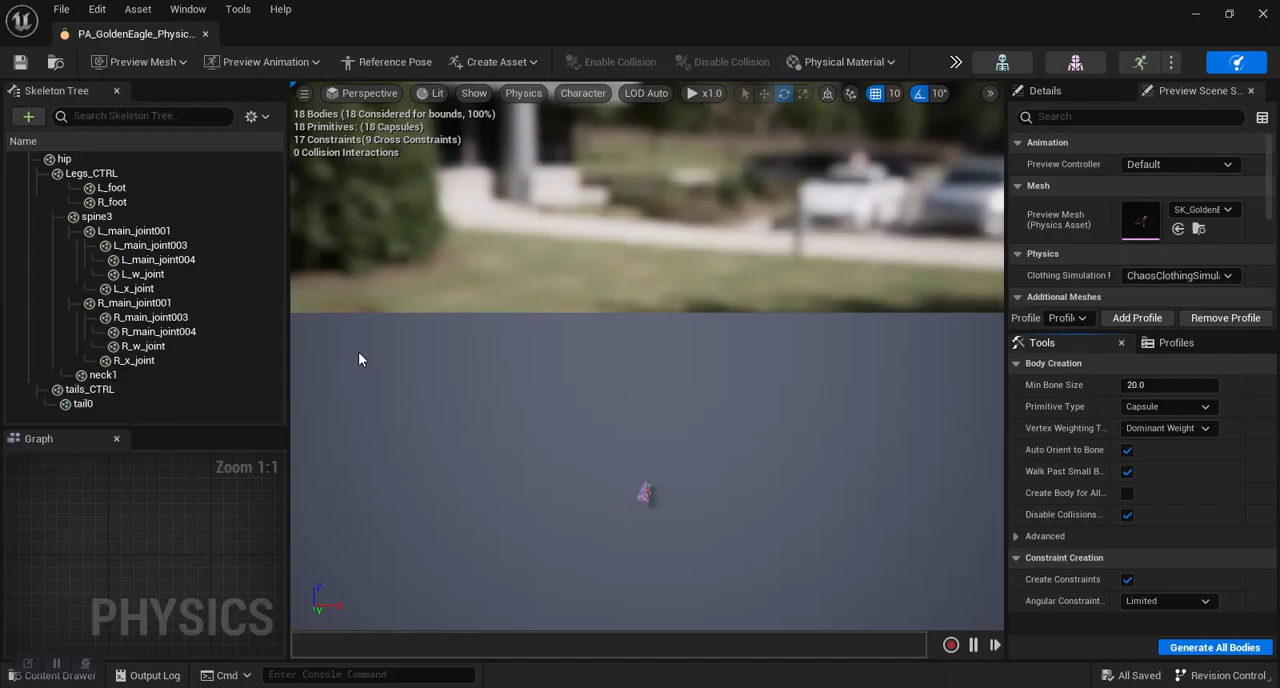 File Edit Asset Window Tools Help
PA_GoldenEagle_Physic...
Preview Mesh Preview Animation Reference Pose Create Asset Enable Collision Disable Collision Physical Material
Skeleton Tree
Search Skeleton Tree...
Name
hip
Legs_CTRL
L_foot
R_foot
spine3
L_main_joint001
L_main_joint003
L_main_joint004
L_w_joint
L_x_joint
R_main_joint001
R_main_joint003
R_main_joint004
R_w_joint
R_x_joint
neck1
tails_CTRL
tail0
Graph
Zoom 1:1
PHYSICS
Perspective Lit Show Physics Character LOD Auto x1.0 10 10°
18 Bodies (18 Considered for bounds, 100%)
18 Primitives: (18 Capsules)
17 Constraints(9 Cross Constraints)
0 Collision Interactions
Z
X
Y
Details Preview Scene S...
Search
Animation
Preview Controller Default
Mesh
Preview Mesh
(Physics Asset)
SK_GoldenE
Physics
Clothing Simulation F ChaosClothingSimula
Additional Meshes
Profile Profile Add Profile Remove Profile
Tools Profiles
Body Creation
Min Bone Size 20.0
Primitive Type Capsule
Vertex Weighting T... Dominant Weight
Auto Orient to Bone
Walk Past Small B...
Create Body for All...
Disable Collisions...
Advanced
Constraint Creation
Create Constraints
Angular Constraint... Limited
Generate All Bodies
Content Drawer Output Log Cmd Enter Console Command All Saved Revision Control